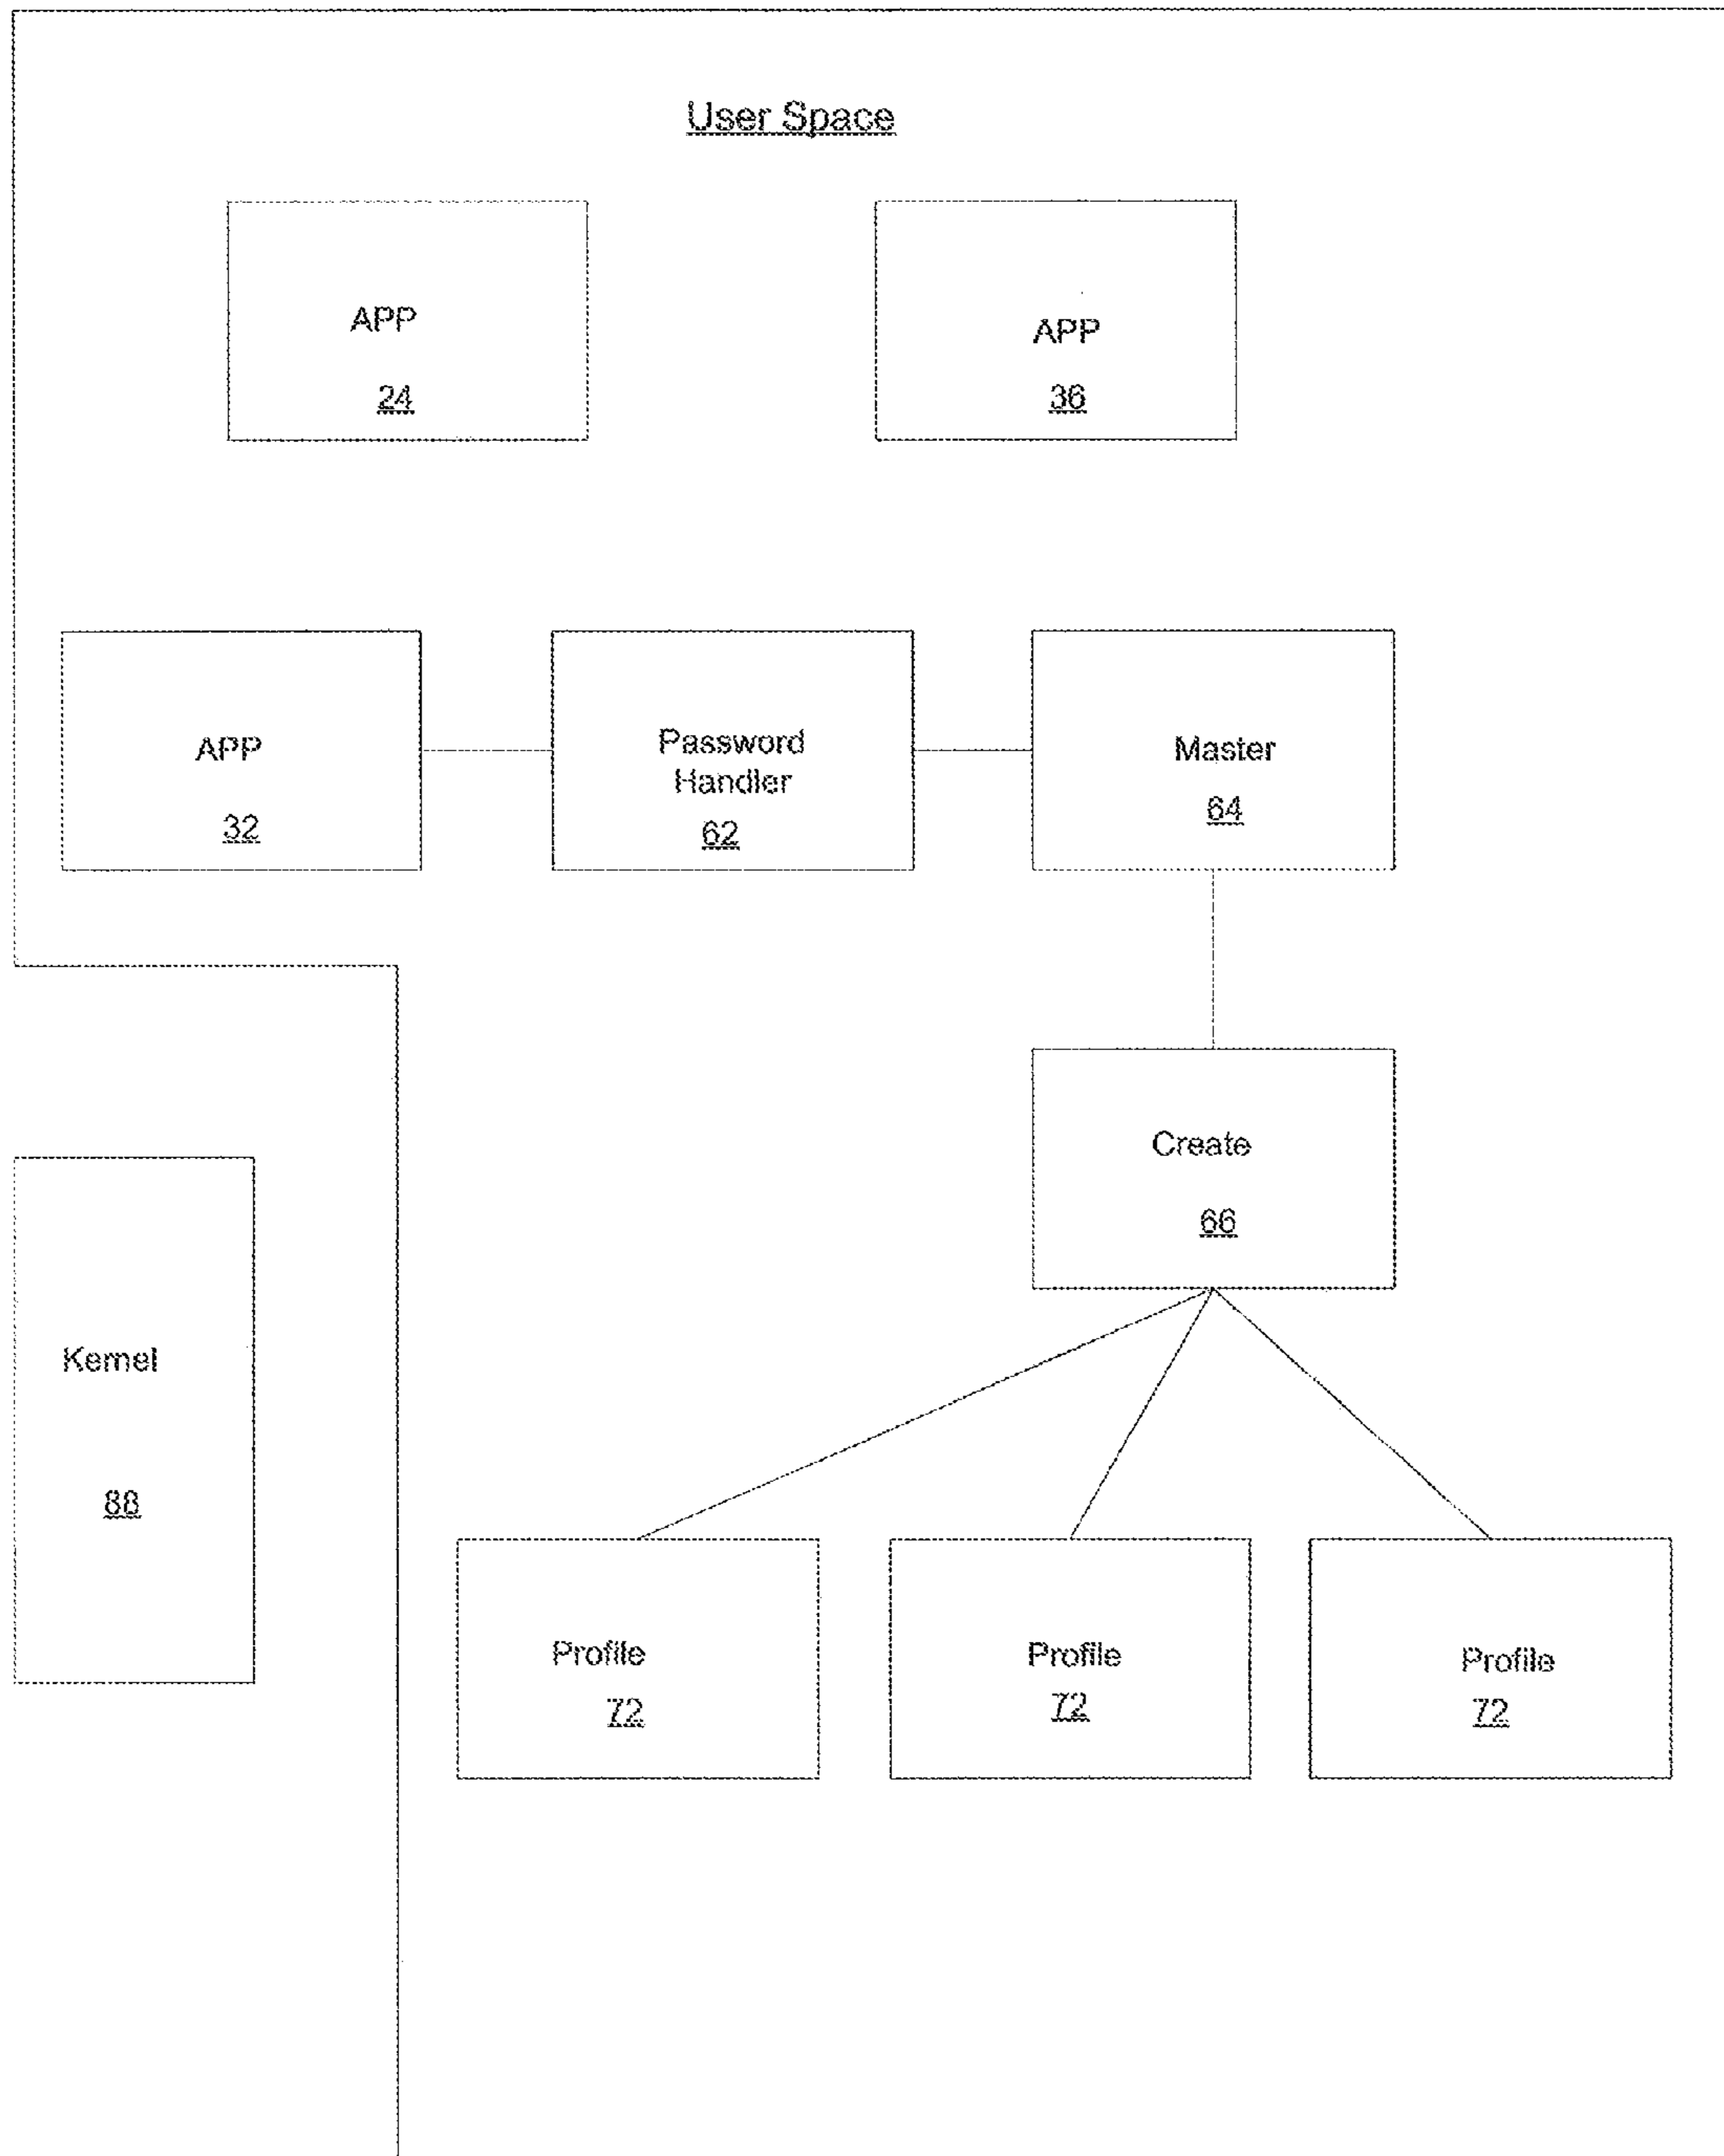 User Space
APP
24
APP
36
APP
32
Password
Handler
62
Master
64
Create
66
Kernel
88
Profile
72
Profile
72
Profile
72